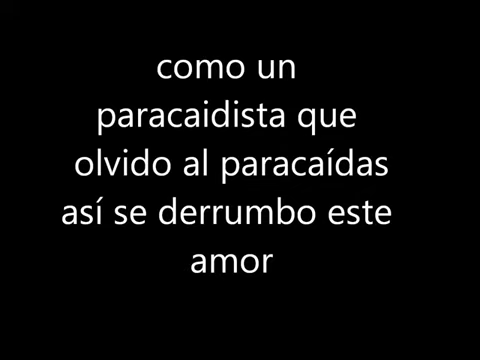 como un
paracaidista que
olvido al paracaídas
así se derrumbo este
amor